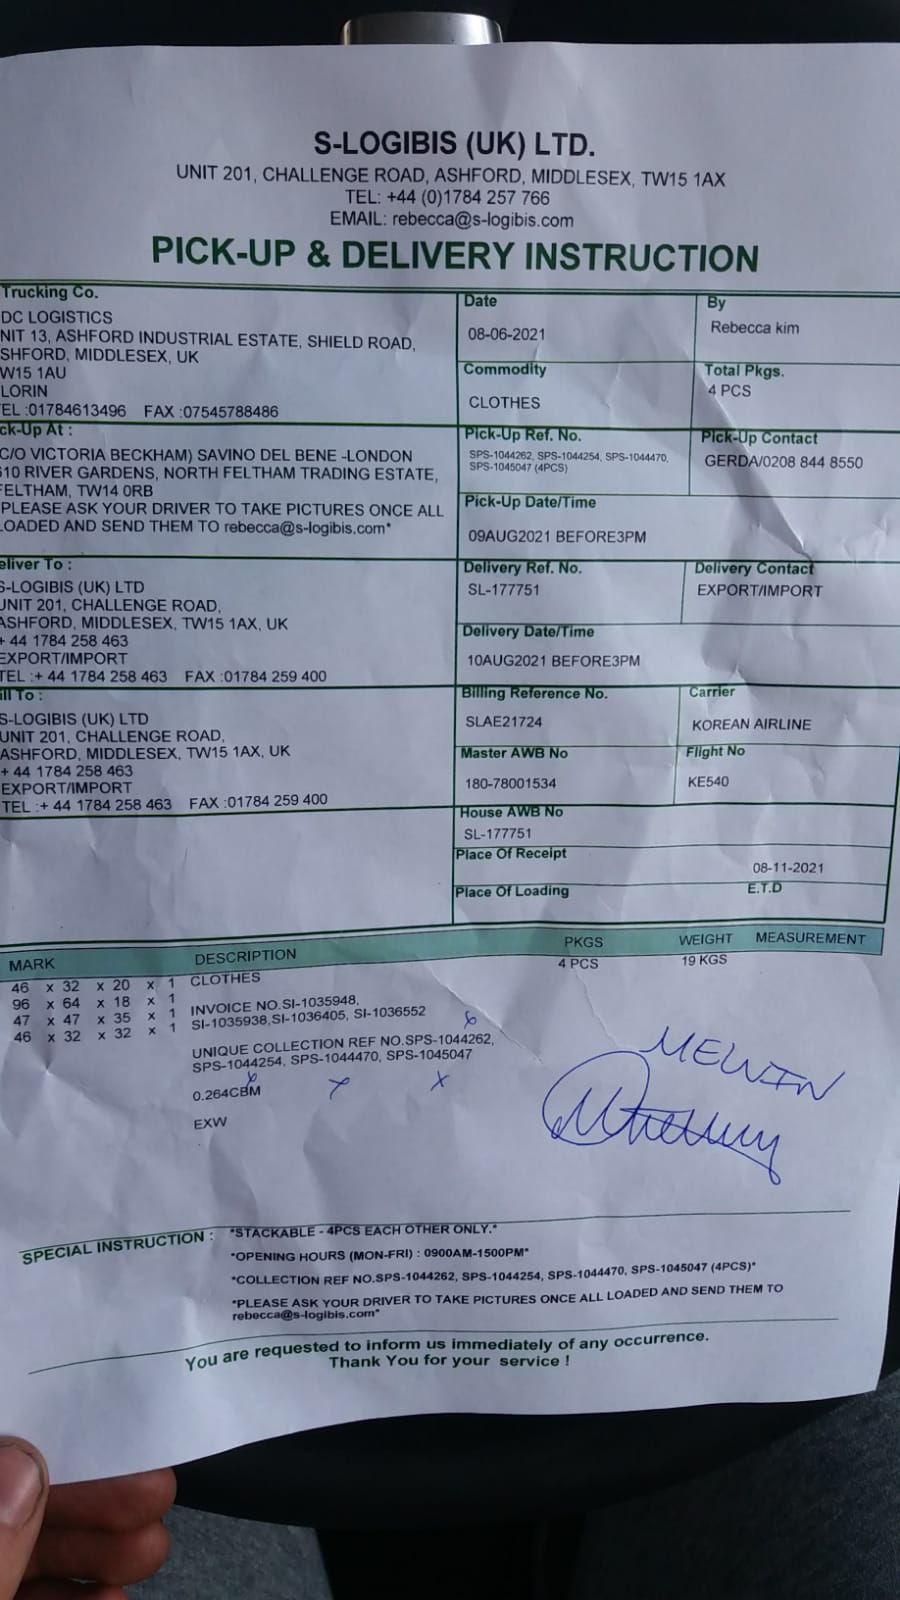 S-LOGIBIS (UK) LTD.
UNIT 201, CHALLENGE ROAD, ASHFORD, MIDDLESEX, TW15 1AX
TEL: +44 (0)1784 257 766
EMAIL: rebecca@s-logibis.com
PICK-UP & DELIVERY INSTRUCTION
Trucking Co.
DC LOGISTICS
NIT 13, ASHFORD INDUSTRIAL ESTATE, SHIELD ROAD,
SHFORD, MIDDLESEX, UK
W15 1AU
LORIN
EL :01784613496 FAX :07545788486
Date
08-06-2021
By
Rebecca kim
Commodity
CLOTHES
Total Pkgs.
4 PCS
ck-Up At :
C/O VICTORIA BECKHAM) SAVINO DEL BENE -LONDON
610 RIVER GARDENS, NORTH FELTHAM TRADING ESTATE,
FELTHAM, TW14 0RB
PLEASE ASK YOUR DRIVER TO TAKE PICTURES ONCE ALL
LOADED AND SEND THEM TO rebecca@s-logibis.com*
Pick-Up Ref. No.
SPS-1044262, SPS-1044254, SPS-1044470,
SPS-1045047 (4PCS)
Pick-Up Contact
GERDA/0208 844 8550
Pick-Up Date/Time
09AUG2021 BEFORE3PM
eliver To :
S-LOGIBIS (UK) LTD
UNIT 201, CHALLENGE ROAD,
ASHFORD, MIDDLESEX, TW15 1AX, UK
+ 44 1784 258 463
EXPORT/IMPORT
TEL :+ 44 1784 258 463 FAX :01784 259 400
Delivery Ref. No.
SL-177751
Delivery Contact
EXPORT/IMPORT
Delivery Date/Time
10AUG2021 BEFORE3PM
ill To :
S-LOGIBIS (UK) LTD
UNIT 201, CHALLENGE ROAD,
ASHFORD, MIDDLESEX, TW15 1AX, UK
+ 44 1784 258 463
EXPORT/IMPORT
TEL :+ 44 1784 258 463 FAX :01784 259 400
Billing Reference No.
SLAE21724
Carrier
KOREAN AIRLINE
Master AWB No
180-78001534
Flight No
KE540
House AWB No
SL-177751
Place Of Receipt
08-11-2021
Place Of Loading
E.T.D
MARK DESCRIPTION PKGS WEIGHT MEASUREMENT
46 x 32 x 20 x 1 CLOTHES 4 PCS 19 KGS
96 x 64 x 18 x 1
47 x 47 x 35 x 1
46 x 32 x 32 x 1
INVOICE NO.SI-1035948,
SI-1035938,SI-1036405, SI-1036552
UNIQUE COLLECTION REF NO.SPS-1044262,
SPS-1044254, SPS-1044470, SPS-1045047
0.264CBM
EXW
MELVIN
SPECIAL INSTRUCTION : *STACKABLE - 4PCS EACH OTHER ONLY.*
*OPENING HOURS (MON-FRI) : 0900AM-1500PM*
*COLLECTION REF NO.SPS-1044262, SPS-1044254, SPS-1044470, SPS-1045047 (4PCS)*
*PLEASE ASK YOUR DRIVER TO TAKE PICTURES ONCE ALL LOADED AND SEND THEM TO
rebecca@s-logibis.com*
You are requested to inform us immediately of any occurrence.
Thank You for your service !